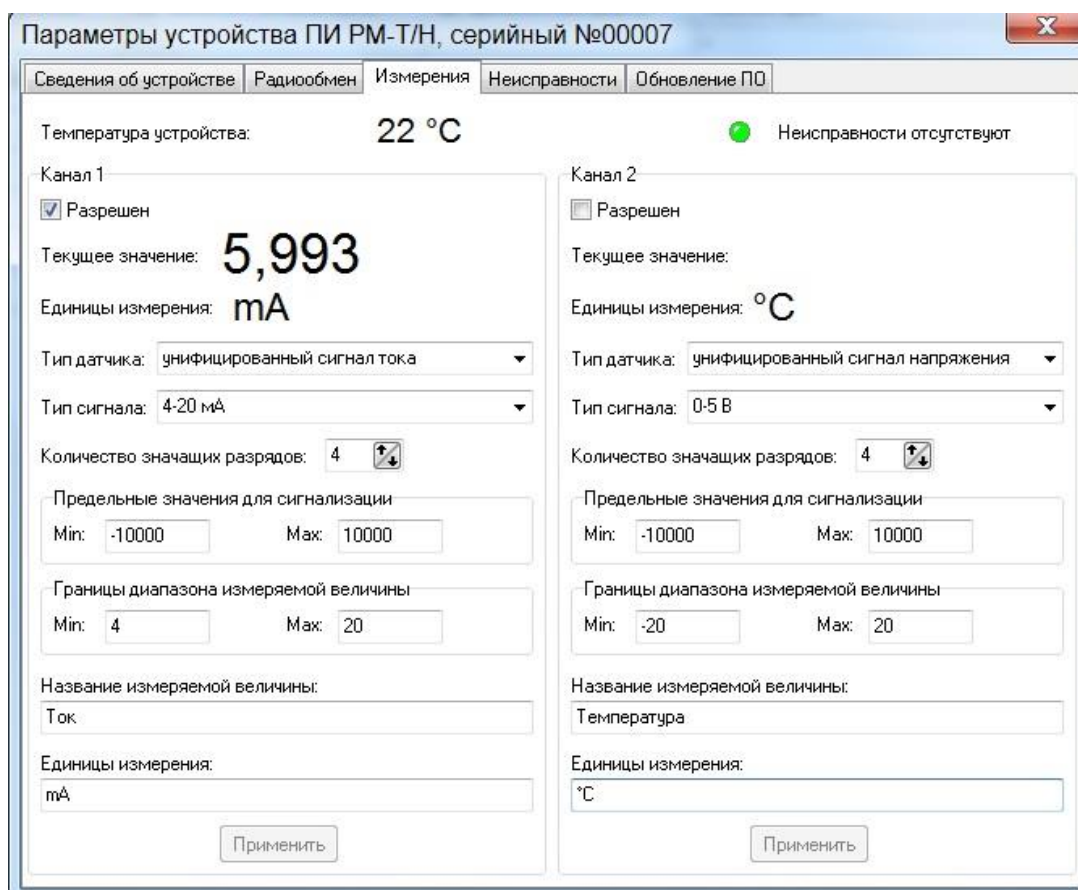 Параметры устройства ПИ РМ-Т/Н, серийный №00007
Сведения об устройстве Радиообмен Измерения Неисправности Обновление ПО
Температура устройства: 22 °C Неисправности отсутствуют
Канал 1
Разрешен
Текущее значение: 5,993
Единицы измерения: mA
Тип датчика: унифицированный сигнал тока
Тип сигнала: 4-20 мА
Количество значащих разрядов: 4
Предельные значения для сигнализации
Min: -10000 Max: 10000
Границы диапазона измеряемой величины
Min: 4 Max: 20
Название измеряемой величины:
Ток
Единицы измерения:
mA
Применить
Канал 2
Разрешен
Текущее значение:
Единицы измерения: °C
Тип датчика: унифицированный сигнал напряжения
Тип сигнала: 0-5 В
Количество значащих разрядов: 4
Предельные значения для сигнализации
Min: -10000 Max: 10000
Границы диапазона измеряемой величины
Min: -20 Max: 20
Название измеряемой величины:
Температура
Единицы измерения:
°C
Применить